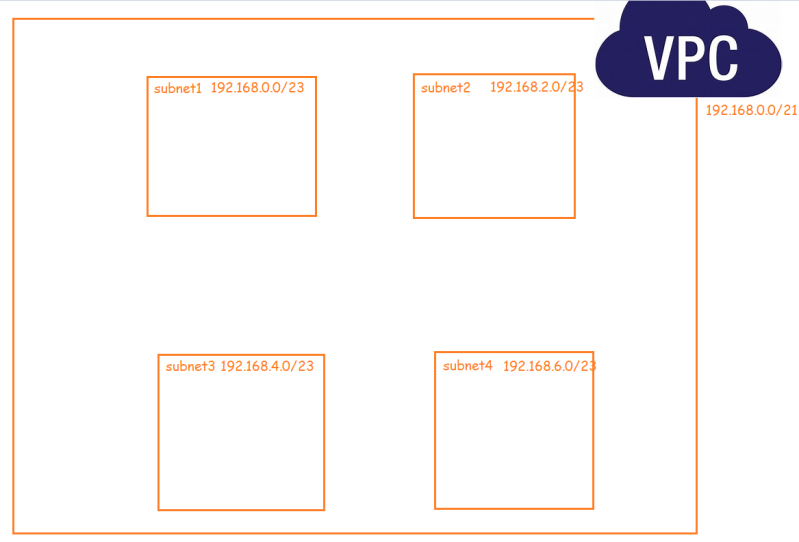 VPC
192.168.0.0/21
subnet1 192.168.0.0/23
subnet2 192.168.2.0/23
subnet3 192.168.4.0/23
subnet4 192.168.6.0/23